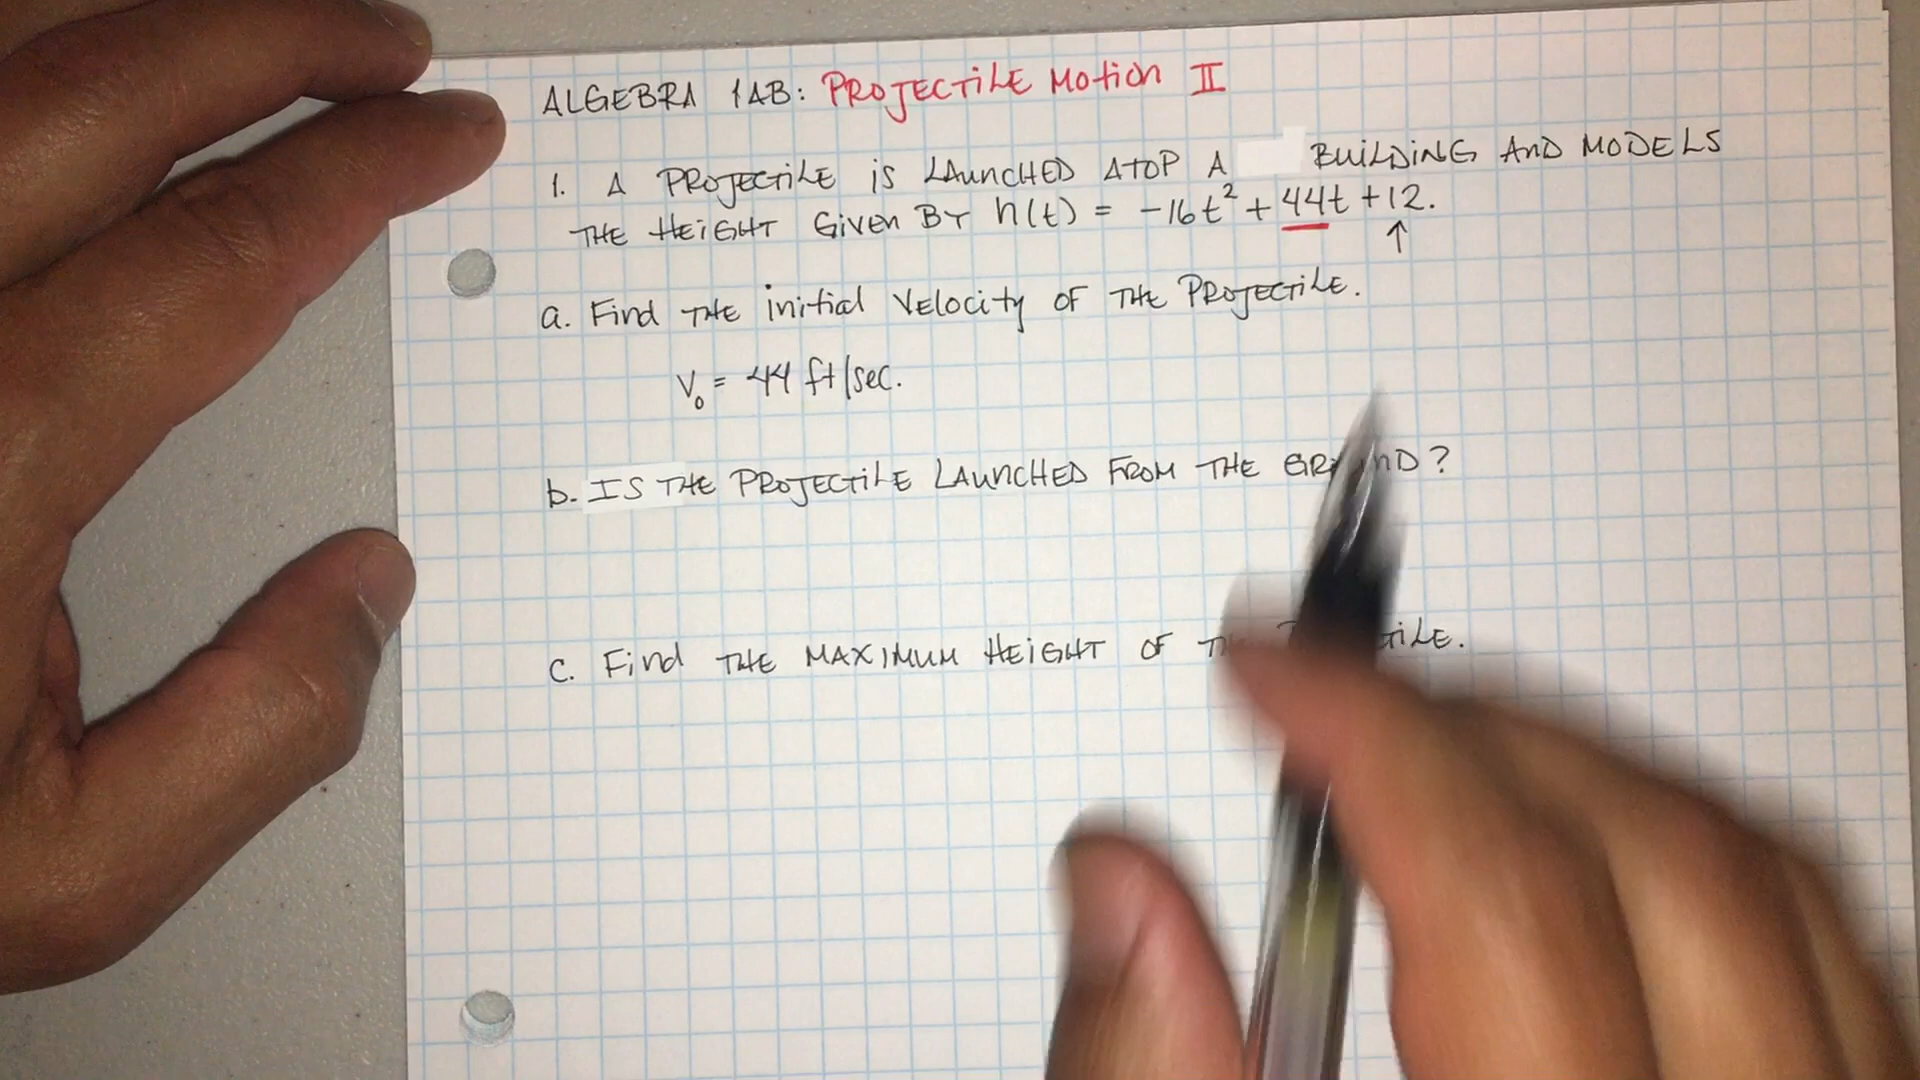 ALGEBRA 1AB: PROJECTILE MOTION II
1. A PROJECTILE IS LAUNCHED ATOP A BUILDING AND MODELS
THE HEIGHT GIVEN BY h(t) = -16t² + 44t + 12.
↑
a. Find THE initial Velocity OF THE PROJECTILE.
V₀ = 44 ft/sec.
b. IS THE PROJECTILE LAUNCHED FROM THE ?
c. Find THE MAXIMUM HEIGHT OF